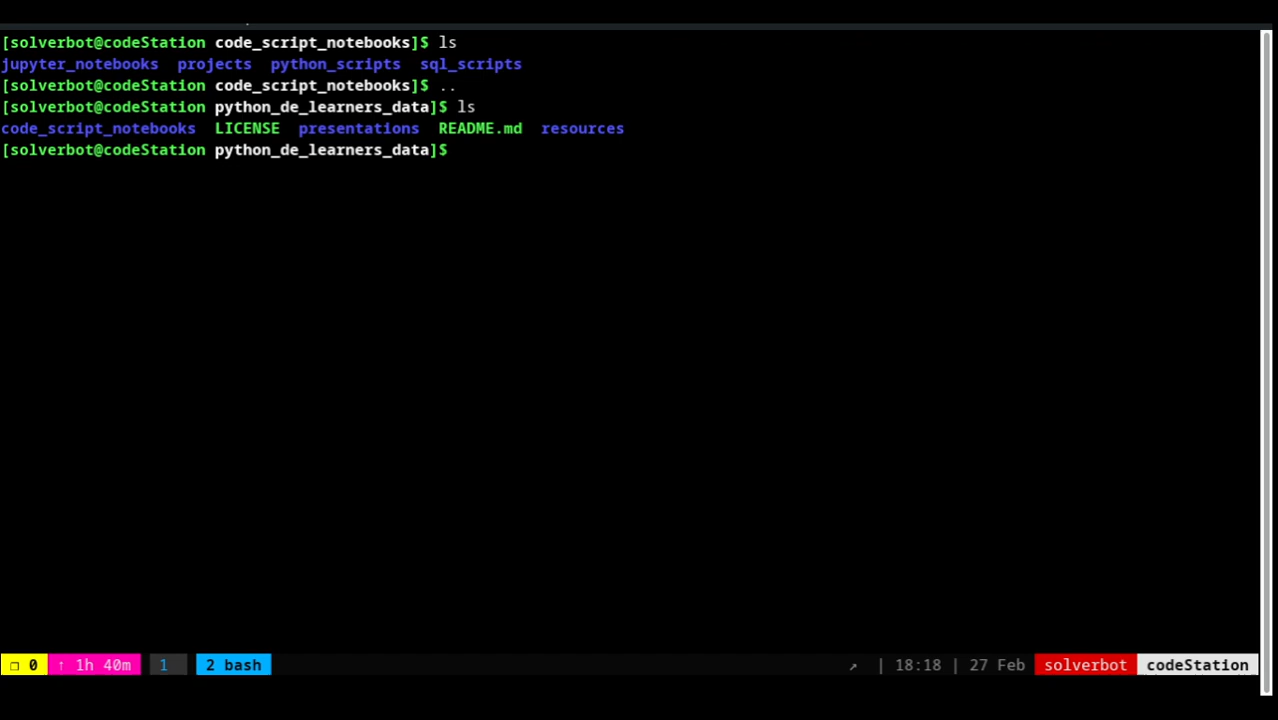 [solverbot@codeStation code_script_notebooks]$ ls
jupyter_notebooks  projects  python_scripts  sql_scripts
[solverbot@codeStation code_script_notebooks]$ ..
[solverbot@codeStation python_de_learners_data]$ ls
code_script_notebooks  LICENSE  presentations  README.md  resources
[solverbot@codeStation python_de_learners_data]$
❐ 0 ↑ 1h 40m 1 2 bash ↗ | 18:18 | 27 Feb solverbot codeStation